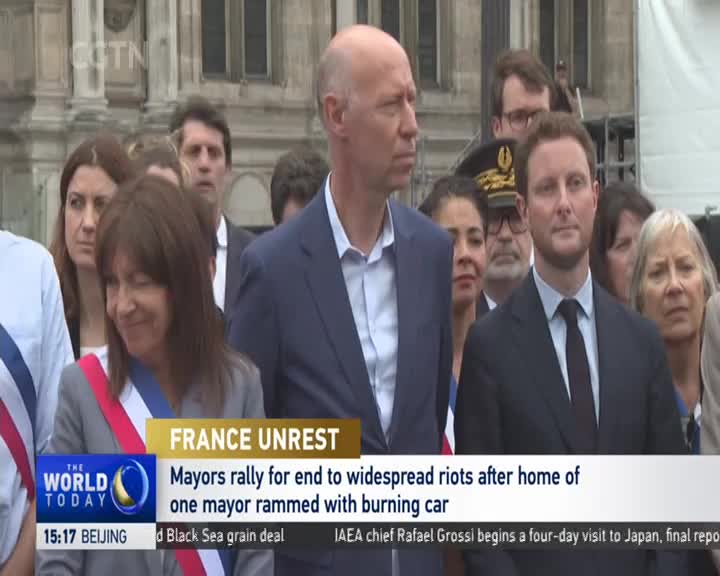 CGTN
FRANCE UNREST
Mayors rally for end to widespread riots after home of
one mayor rammed with burning car
THE
WORLD
TODAY
15:17 BEIJING
d Black Sea grain deal IAEA chief Rafael Grossi begins a four-day visit to Japan, final repo